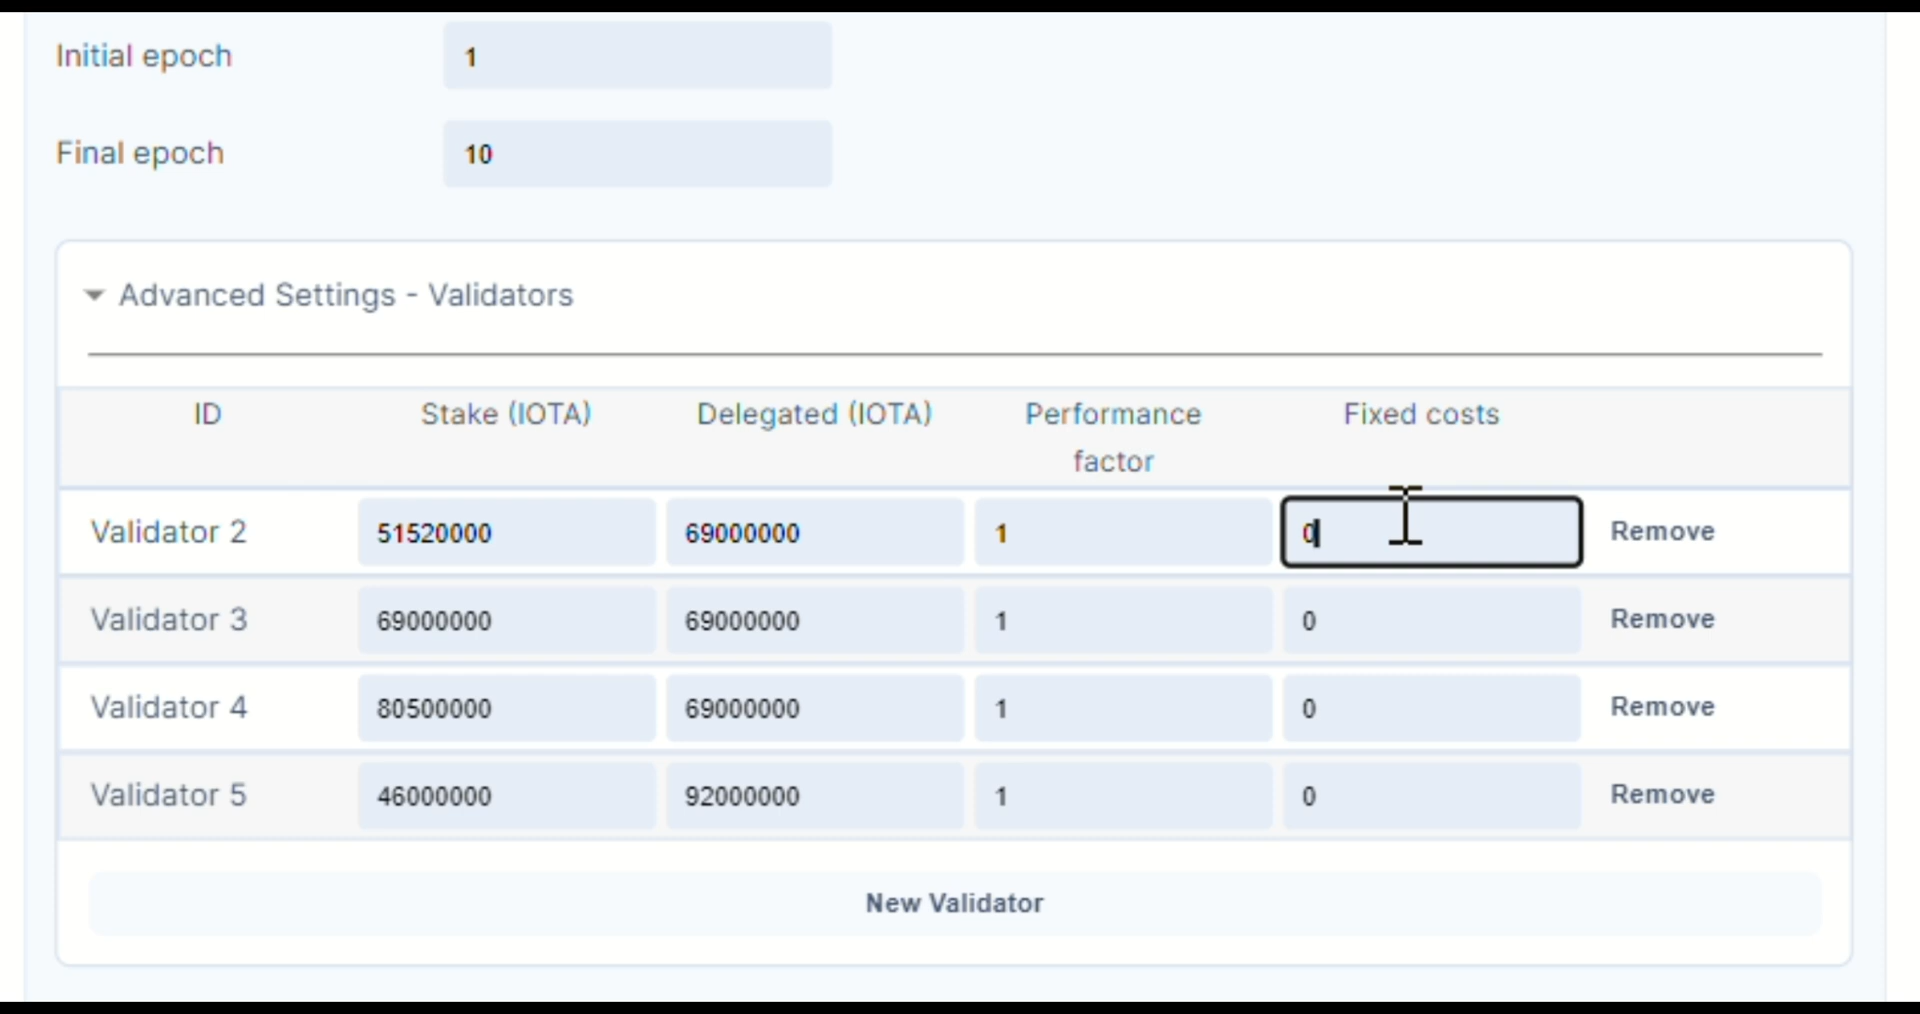 Initial epoch 1
Final epoch 10
Advanced Settings - Validators
ID Stake (IOTA) Delegated (IOTA) Performance factor Fixed costs
Validator 2 51520000 69000000 1 0 Remove
Validator 3 69000000 69000000 1 0 Remove
Validator 4 80500000 69000000 1 0 Remove
Validator 5 46000000 92000000 1 0 Remove
New Validator